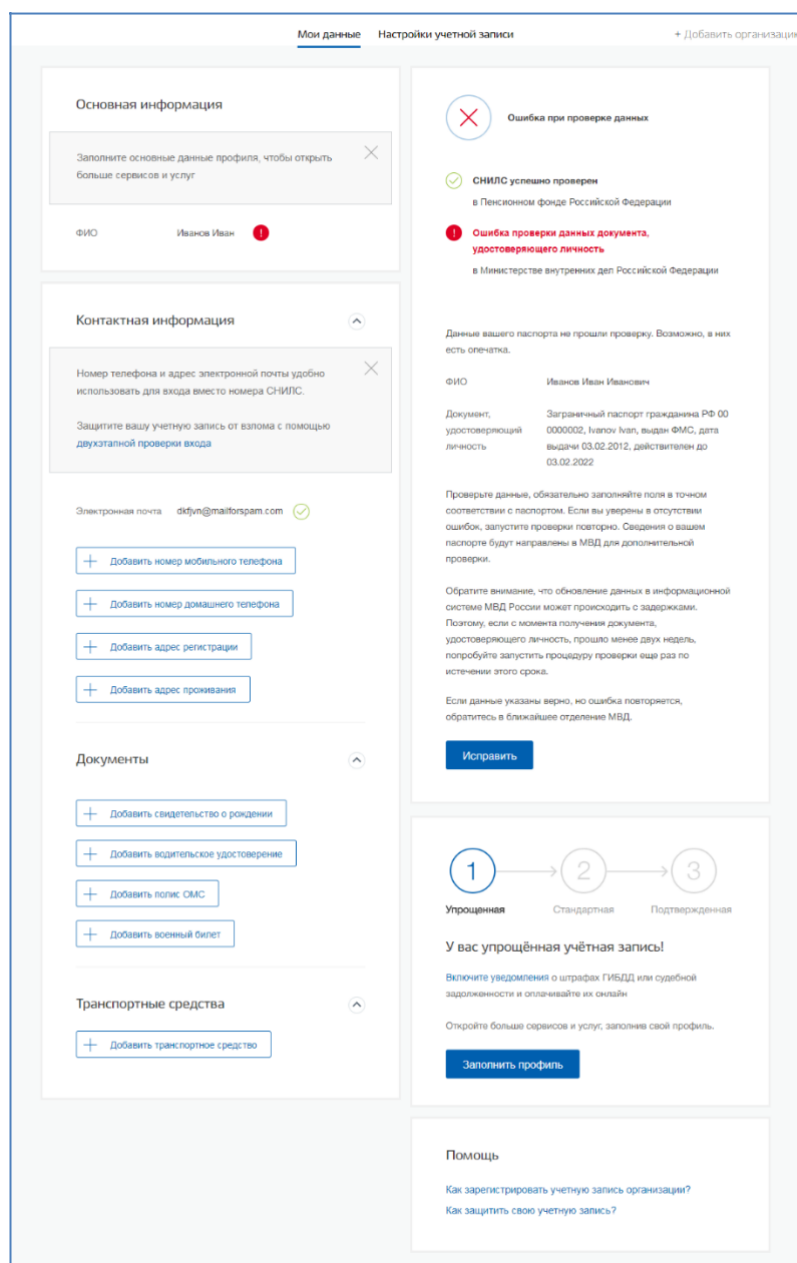 Мои данные
Настройки учетной записи
+ Добавить организацию
Основная информация
Заполните основные данные профиля, чтобы открыть
больше сервисов и услуг
ФИО Иванов Иван
Контактная информация
Номер телефона и адрес электронной почты удобно
использовать для входа вместо номера СНИЛС.
Защитите вашу учетную запись от взлома с помощью
двухэтапной проверки входа
Электронная почта dkfjvn@mailforspam.com
Добавить номер мобильного телефона
Добавить номер домашнего телефона
Добавить адрес регистрации
Добавить адрес проживания
Документы
Добавить свидетельство о рождении
Добавить водительское удостоверение
Добавить полис ОМС
Добавить военный билет
Транспортные средства
Добавить транспортное средство
Ошибка при проверке данных
СНИЛС успешно проверен
в Пенсионном фонде Российской Федерации
Ошибка проверки данных документа,
удостоверяющего личность
в Министерстве внутренних дел Российской Федерации
Данные вашего паспорта не прошли проверку. Возможно, в них
есть опечатка.
ФИО Иванов Иван Иванович
Документ, Заграничный паспорт гражданина РФ 00
удостоверяющий 0000002, Ivanov Ivan, выдан ФМС, дата
личность выдачи 03.02.2012, действителен до
03.02.2022
Проверьте данные, обязательно заполняйте поля в точном
соответствии с паспортом. Если вы уверены в отсутствии
ошибок, запустите проверки повторно. Сведения о вашем
паспорте будут направлены в МВД для дополнительной
проверки.
Обратите внимание, что обновление данных в информационной
системе МВД России может происходить с задержками.
Поэтому, если с момента получения документа,
удостоверяющего личность, прошло менее двух недель,
попробуйте запустить процедуру проверки еще раз по
истечении этого срока.
Если данные указаны верно, но ошибка повторяется,
обратитесь в ближайшее отделение МВД.
Исправить
1 2 3
Упрощенная Стандартная Подтвержденная
У вас упрощённая учётная запись!
Включите уведомления о штрафах ГИБДД или судебной
задолженности и оплачивайте их онлайн
Откройте больше сервисов и услуг, заполнив свой профиль.
Заполнить профиль
Помощь
Как зарегистрировать учетную запись организации?
Как защитить свою учетную запись?